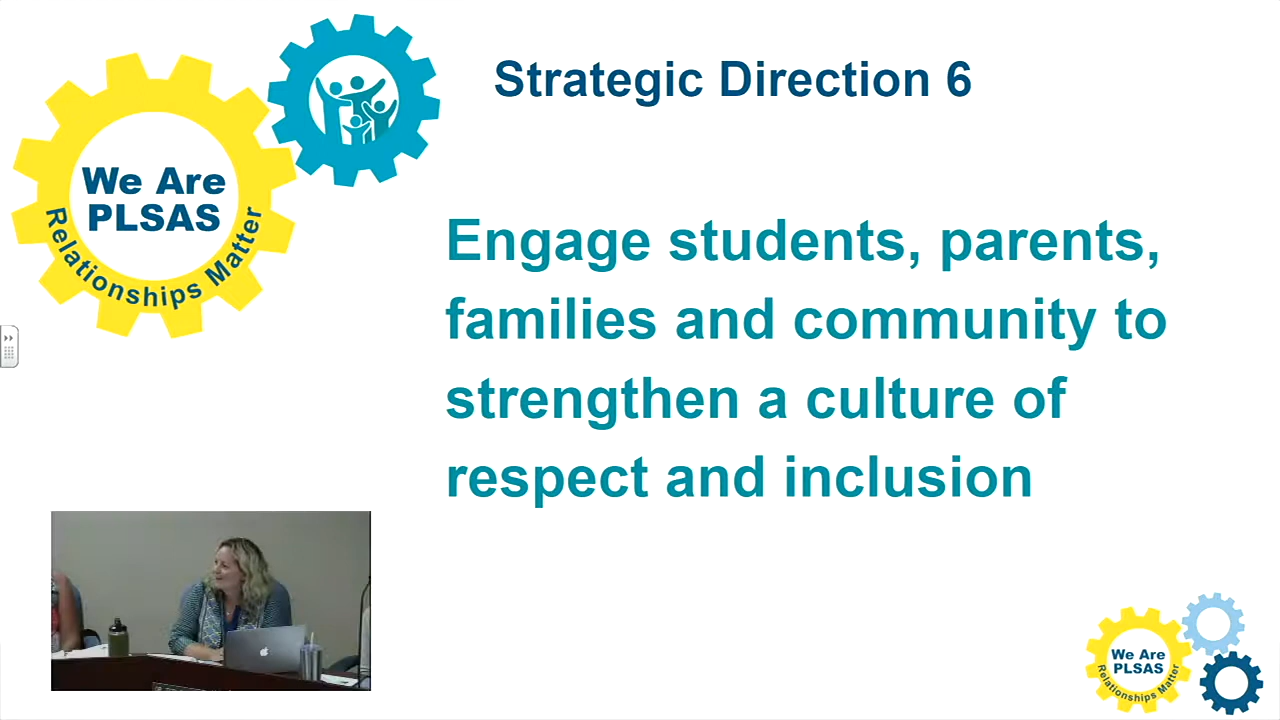 Strategic Direction 6
We Are
PLSAS
Relationships Matter
Engage students, parents,
families and community to
strengthen a culture of
respect and inclusion
We Are
PLSAS
Relationships Matter